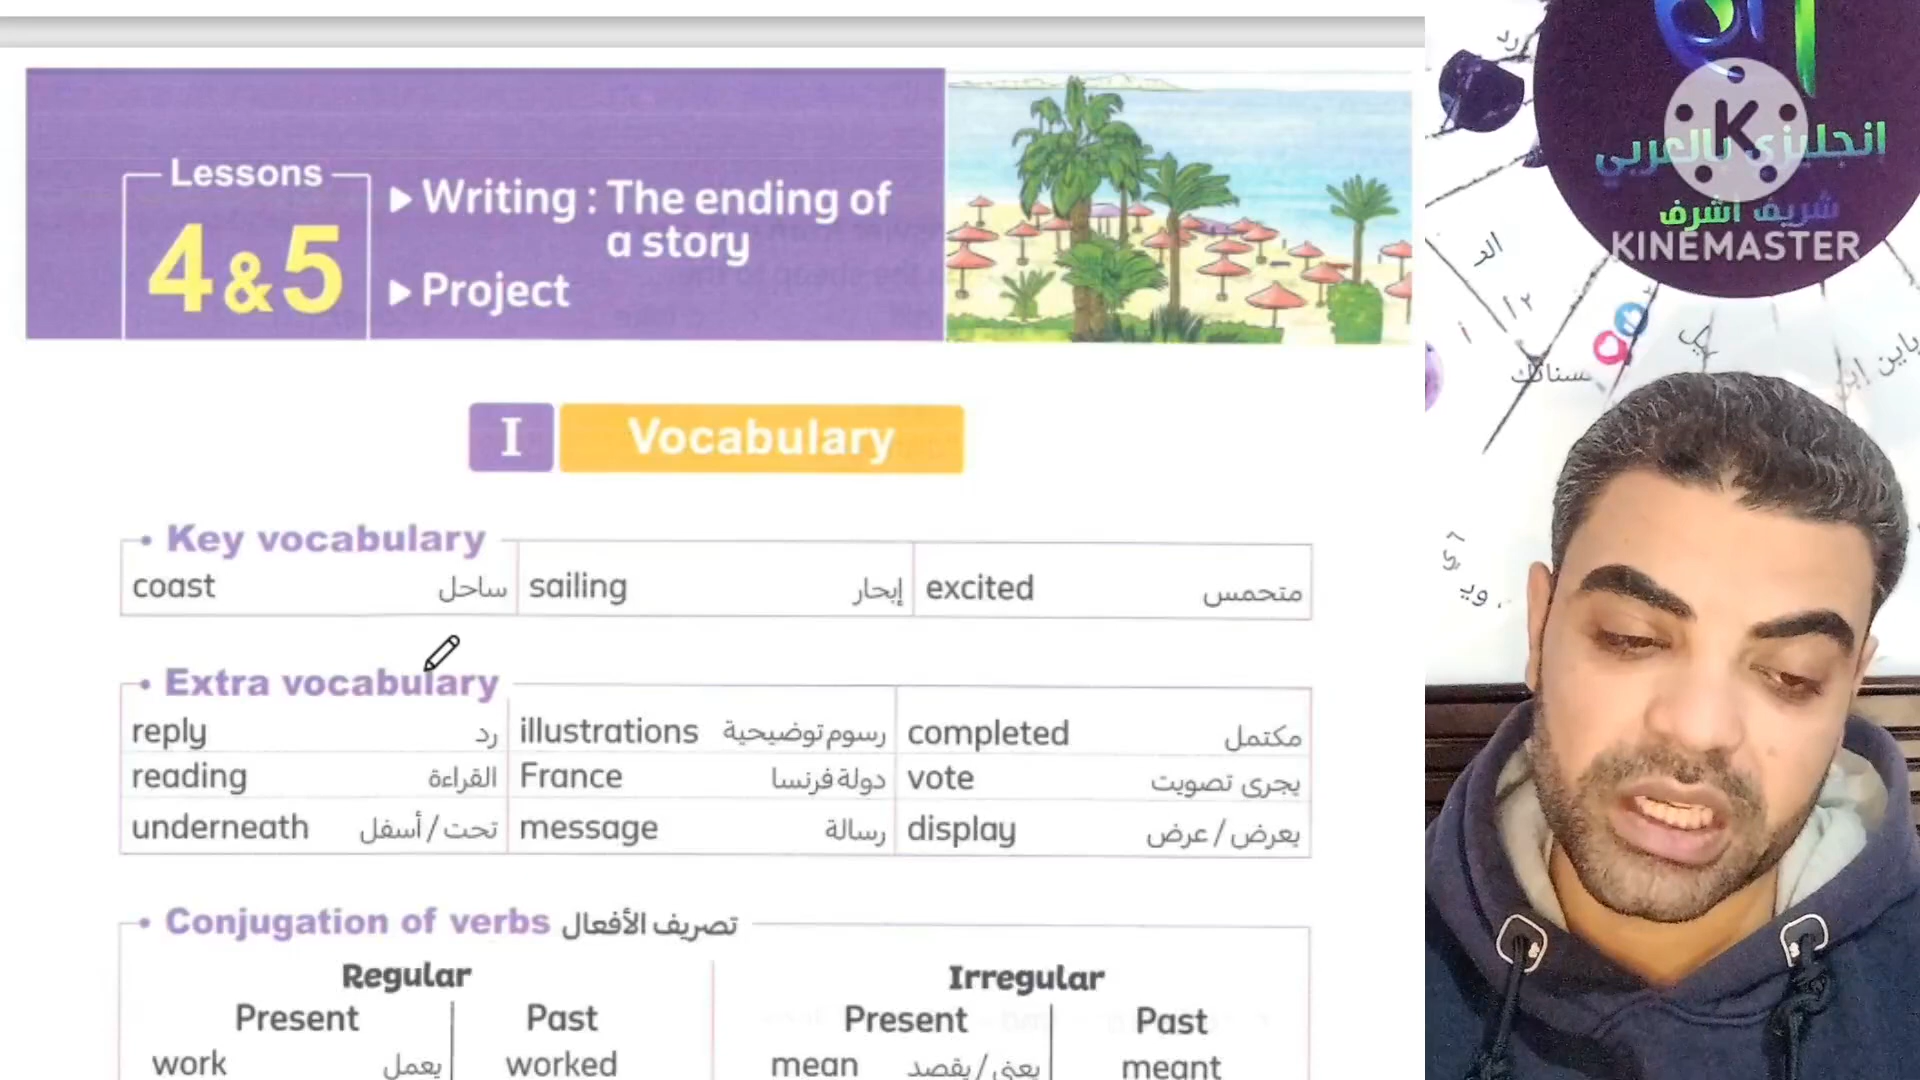 Lessons
4 & 5
▶ Writing : The ending of
a story
▶ Project
I Vocabulary
• Key vocabulary
coast ساحل sailing إبحار excited متحمس
• Extra vocabulary
reply رد illustrations رسوم توضيحية completed مكتمل
reading القراءة France دولة فرنسا vote يجرى تصويت
underneath تحت / أسفل message رسالة display يعرض / عرض
• Conjugation of verbs تصريف الأفعال
Regular Irregular
Present Past Present Past
work يعمل worked mean يعنى / يقصد meant
انجليزي بالعربي
شريف اشرف
K
KINEMASTER